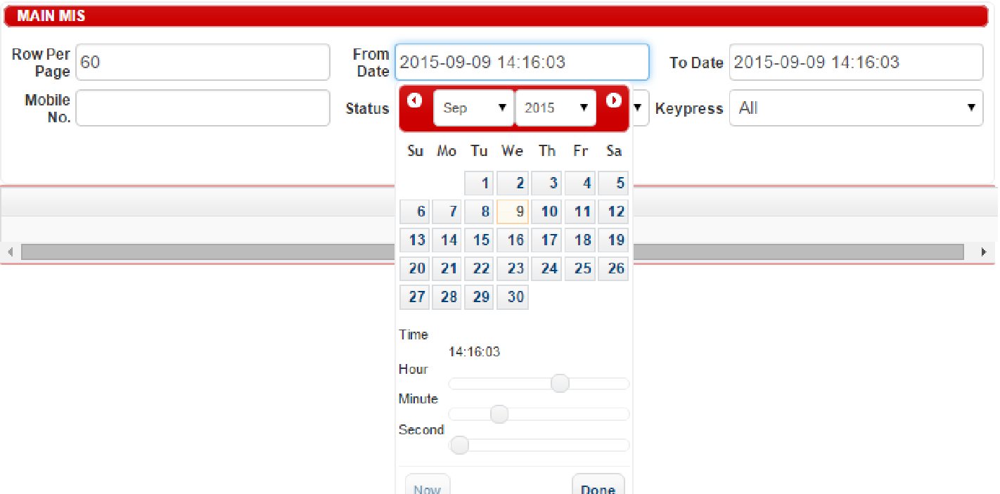 MAIN MIS
Row Per Page 60
From Date 2015-09-09 14:16:03
To Date 2015-09-09 14:16:03
Mobile No.
Status
Keypress All
Sep 2015
Su Mo Tu We Th Fr Sa
1 2 3 4 5
6 7 8 9 10 11 12
13 14 15 16 17 18 19
20 21 22 23 24 25 26
27 28 29 30
Time
14:16:03
Hour
Minute
Second
Now Done